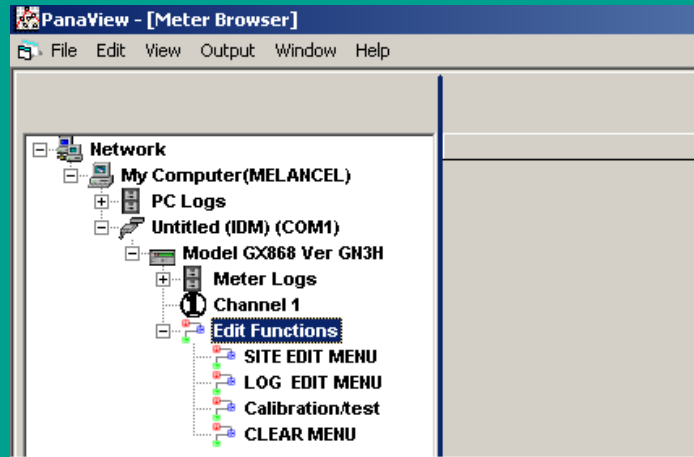 PanaView - [Meter Browser]
File Edit View Output Window Help
Network
My Computer(MELANCEL)
PC Logs
Untitled (IDM) (COM1)
Model GX868 Ver GN3H
Meter Logs
1 Channel 1
Edit Functions
SITE EDIT MENU
LOG EDIT MENU
Calibration/test
CLEAR MENU